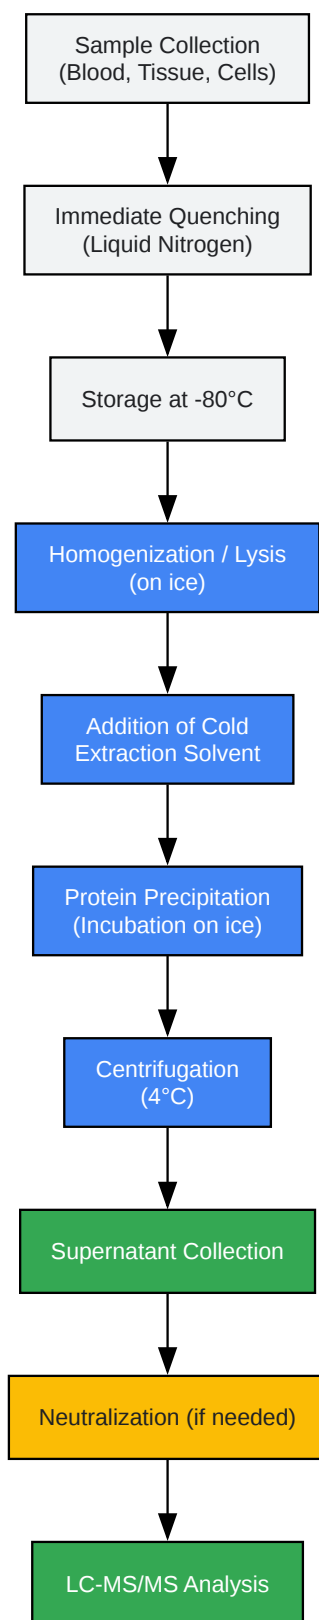 Sample Collection
(Blood, Tissue, Cells)
Immediate Quenching
(Liquid Nitrogen)
Storage at -80°C
Homogenization / Lysis
(on ice)
Addition of Cold
Extraction Solvent
Protein Precipitation
(Incubation on ice)
Centrifugation
(4°C)
Supernatant Collection
Neutralization (if needed)
LC-MS/MS Analysis